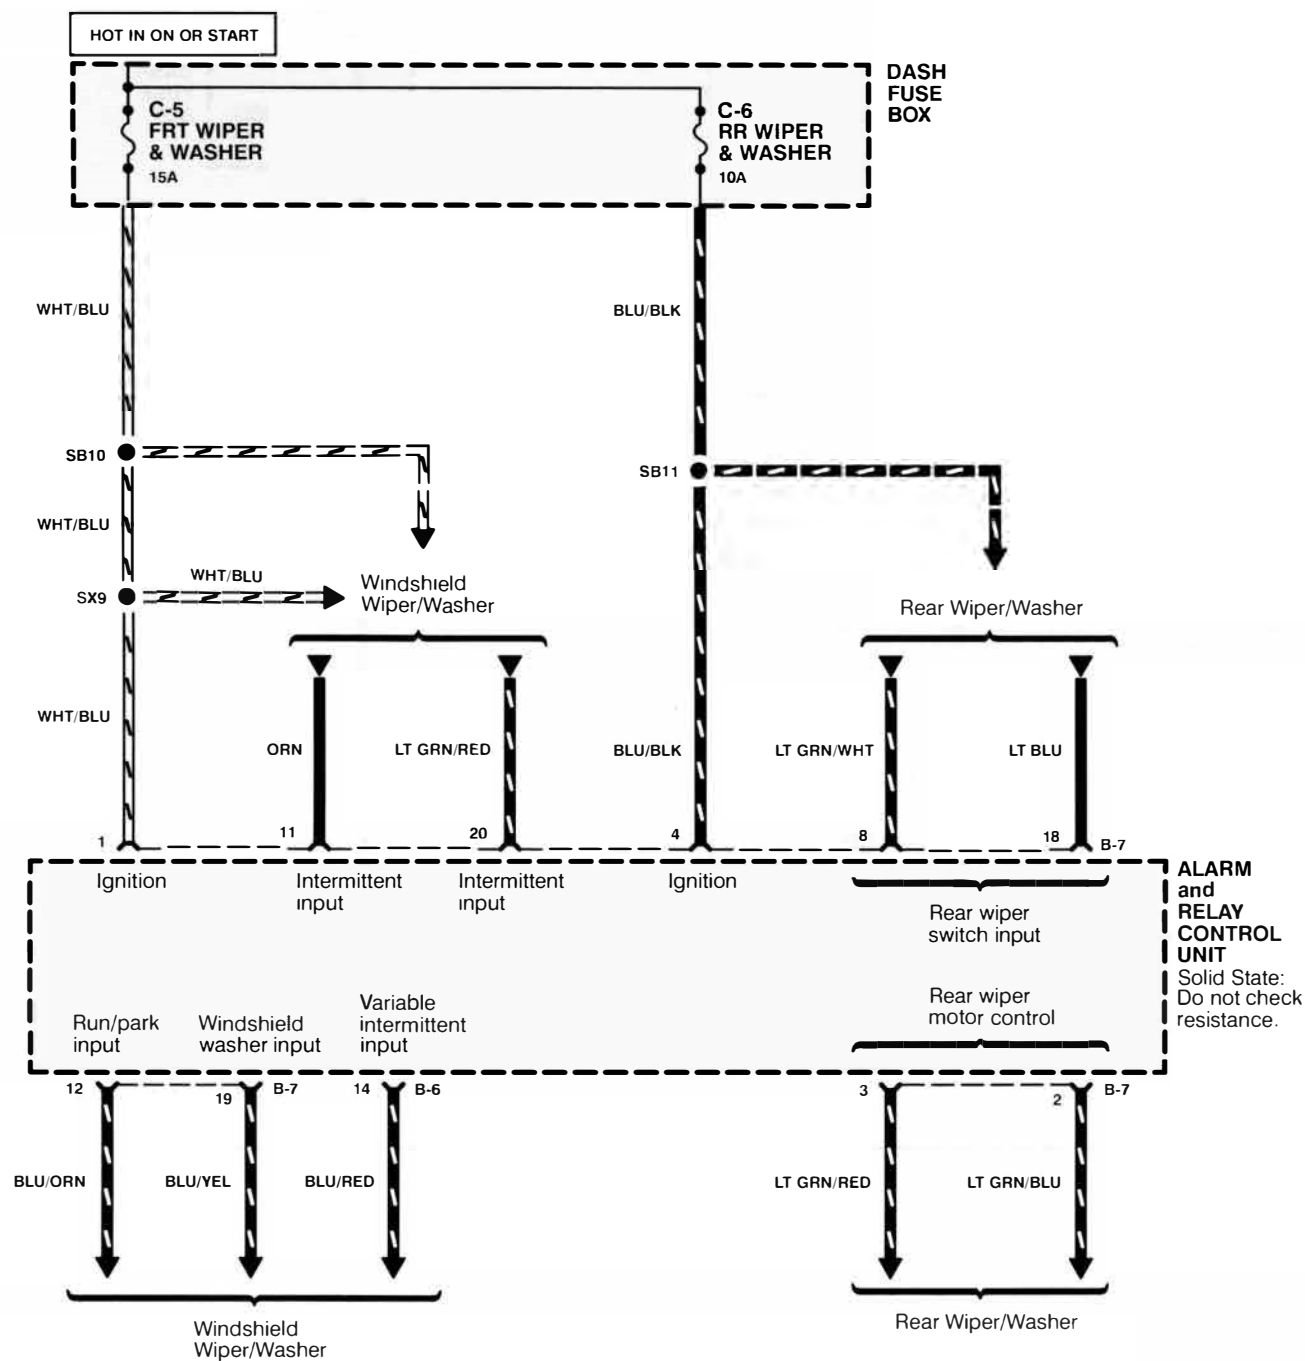 HOT IN ON OR START
DASH
FUSE
BOX
C-5
FRT WIPER
& WASHER
15A
C-6
RR WIPER
& WASHER
10A
WHT/BLU
BLU/BLK
SB10
SB11
WHT/BLU
WHT/BLU
SX9
Windshield
Wiper/Washer
Rear Wiper/Washer
WHT/BLU
ORN
LT GRN/RED
BLU/BLK
LT GRN/WHT
LT BLU
1
11
20
4
8
18
B-7
Ignition
Intermittent
input
Intermittent
input
Ignition
Rear wiper
switch input
ALARM
and
RELAY
CONTROL
UNIT
Solid State:
Do not check
resistance.
Run/park
input
Windshield
washer input
Variable
intermittent
input
Rear wiper
motor control
12
19
B-7
14
B-6
3
2
B-7
BLU/ORN
BLU/YEL
BLU/RED
LT GRN/RED
LT GRN/BLU
Windshield
Wiper/Washer
Rear Wiper/Washer